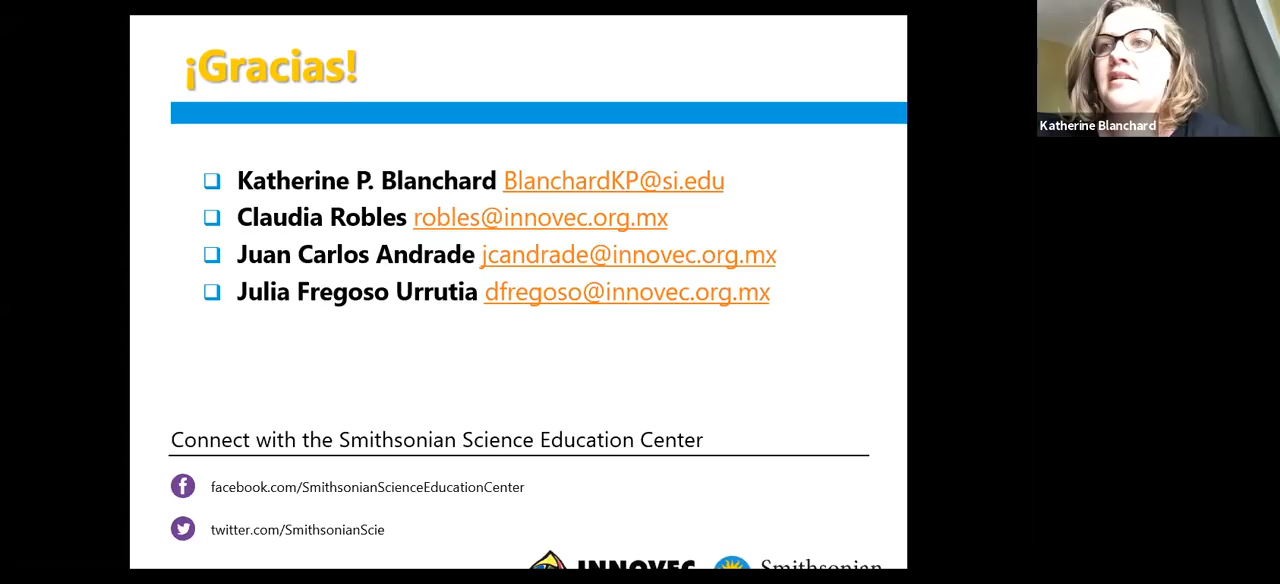 ¡Gracias!
Katherine P. Blanchard BlanchardKP@si.edu
Claudia Robles robles@innovec.org.mx
Juan Carlos Andrade jcandrade@innovec.org.mx
Julia Fregoso Urrutia dfregoso@innovec.org.mx
Connect with the Smithsonian Science Education Center
facebook.com/SmithsonianScienceEducationCenter
twitter.com/SmithsonianScie
INNOVEC Smithsonian
Katherine Blanchard